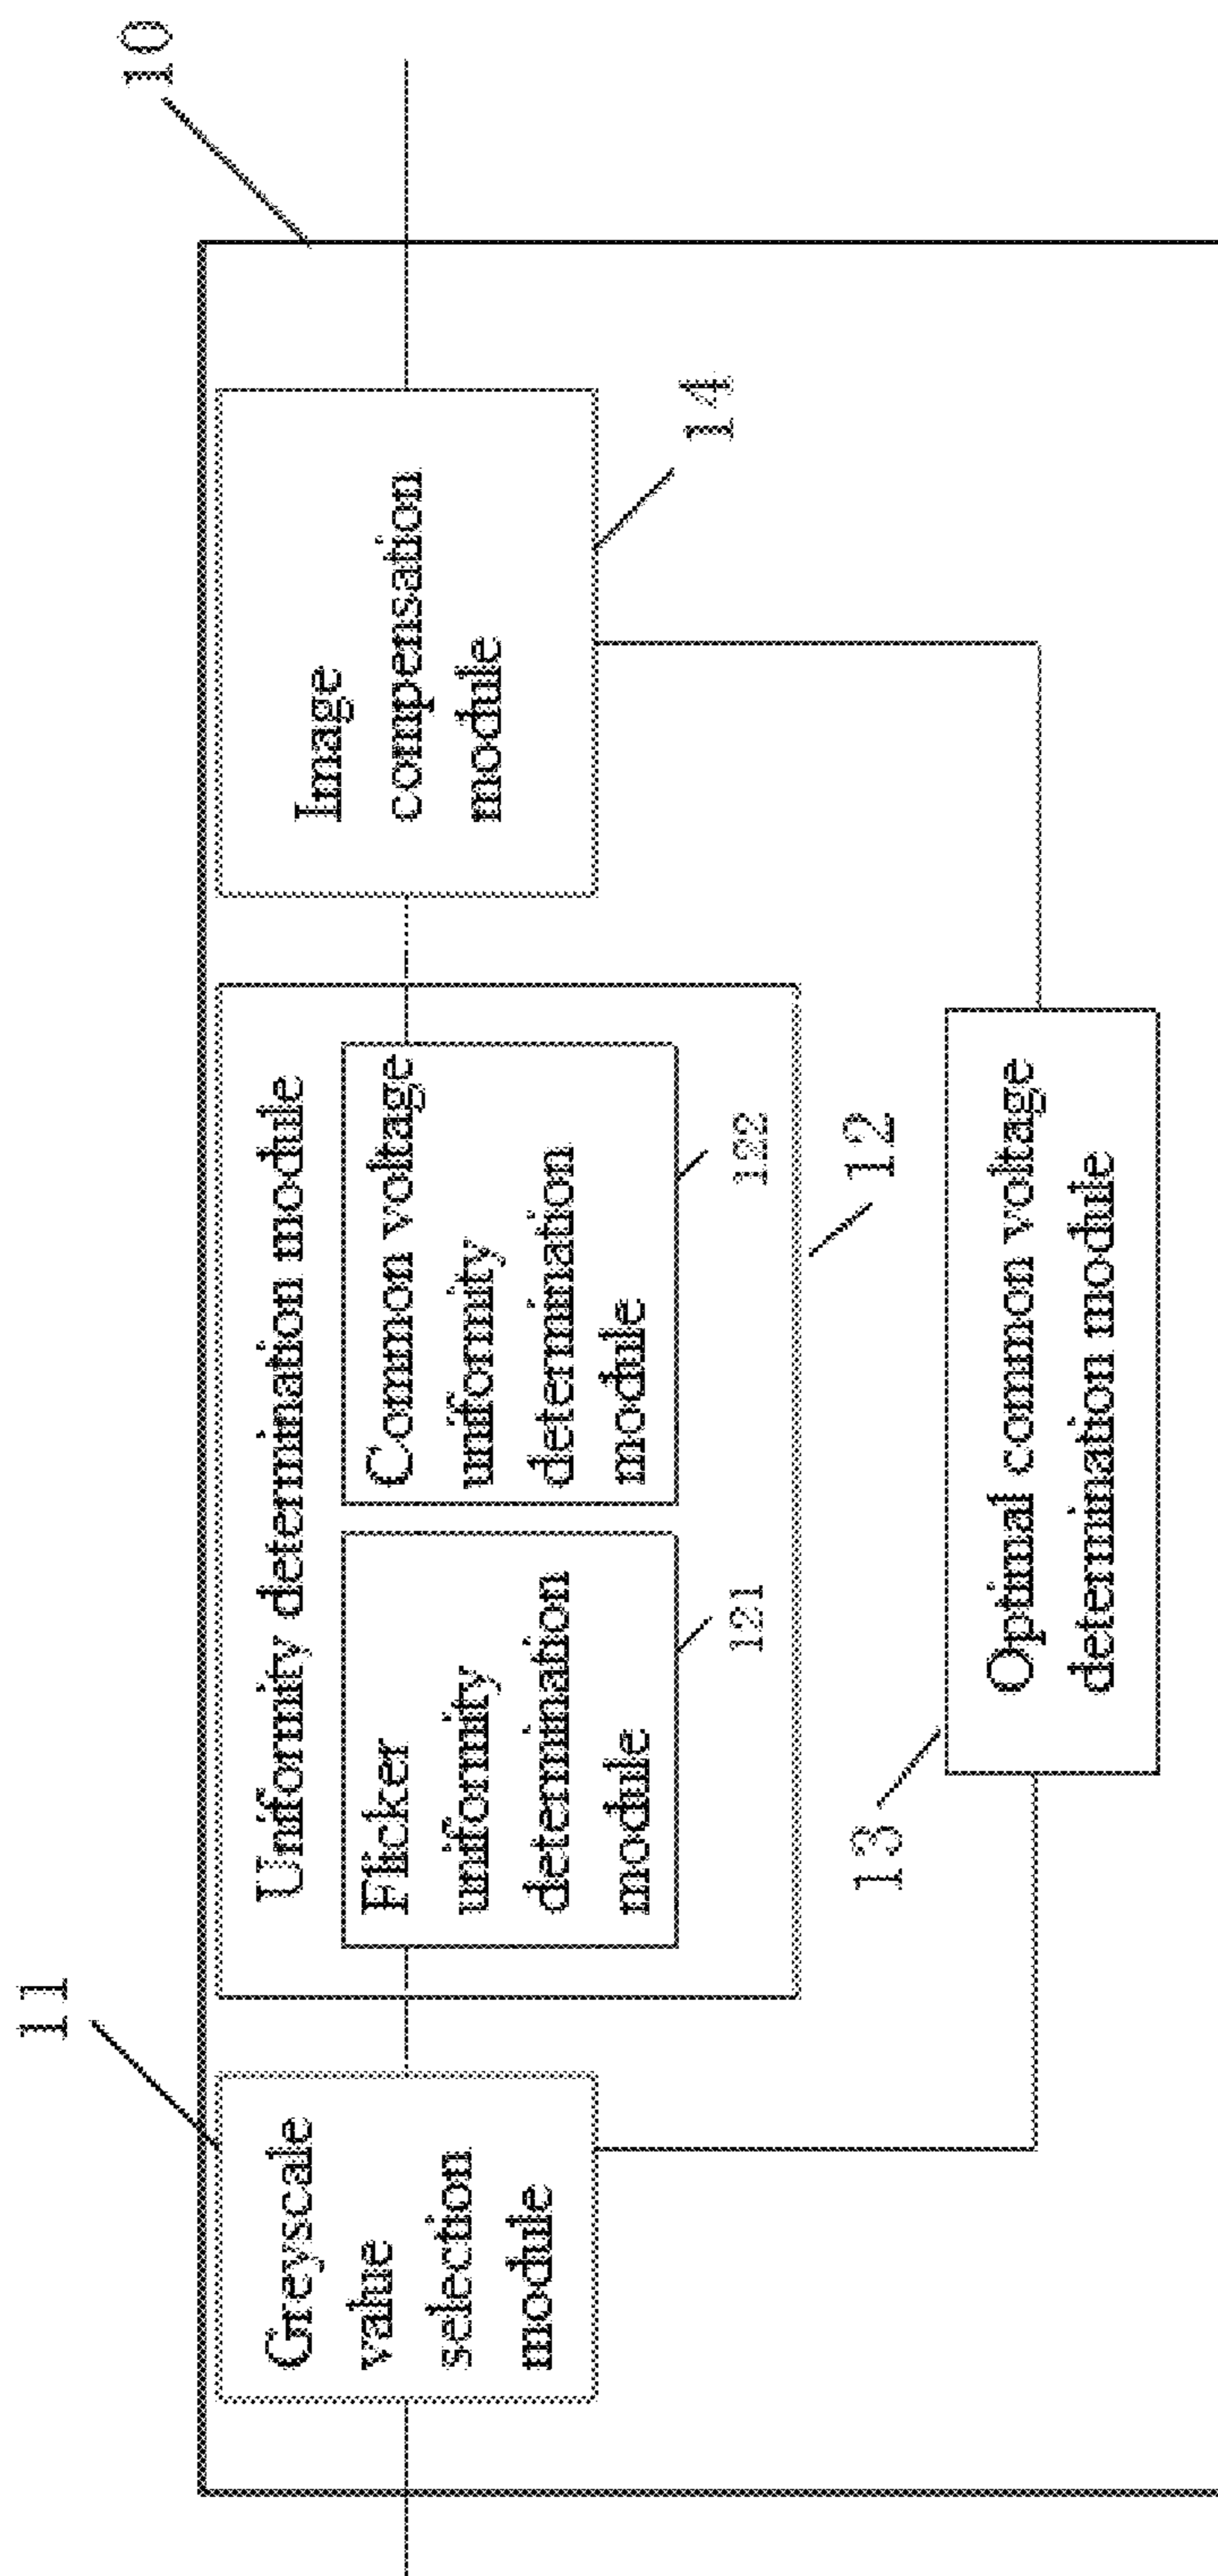 10
11
Greyscale
value
selection
module
Uniformity determination module
Flicker
uniformity
determination
module
121
Common voltage
uniformity
determination
module
122
12
Image
compensation
module
14
13
Optimal common voltage
determination module